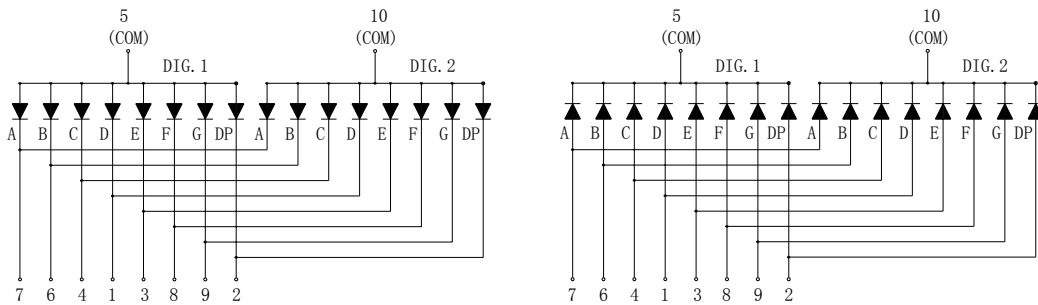 5 10 5 10
(COM) (COM) (COM) (COM)
DIG.1 DIG.2 DIG.1 DIG.2
A B C D E F G DP A B C D E F G DP A B C D E F G DP A B C D E F G DP
7 6 4 1 3 8 9 2 7 6 4 1 3 8 9 2